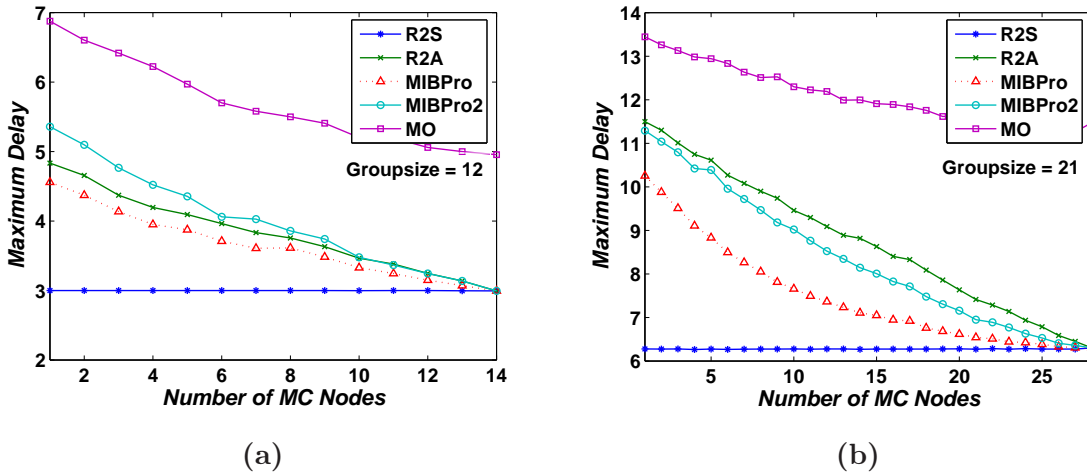 7
6
5
4
3
2
Maximum Delay
2
4
6
8
10
12
14
Number of MC Nodes
R2S
R2A
MIBPro
MIBPro2
MO
Groupsize = 12
(a)
14
13
12
11
10
9
8
7
6
Maximum Delay
5
10
15
20
25
Number of MC Nodes
R2S
R2A
MIBPro
MIBPro2
MO
Groupsize = 21
(b)